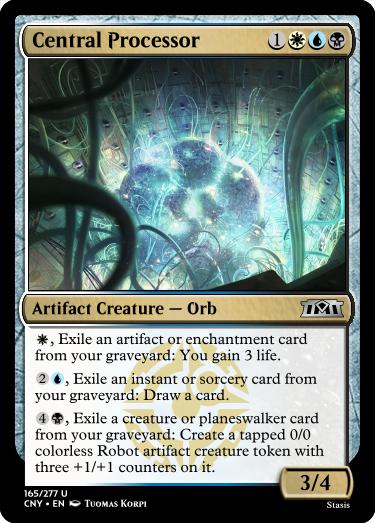 Central Processor 1
Artifact Creature — Orb
, Exile an artifact or enchantment card
from your graveyard: You gain 3 life.
2 , Exile an instant or sorcery card from
your graveyard: Draw a card.
4 , Exile a creature or planeswalker card
from your graveyard: Create a tapped 0/0
colorless Robot artifact creature token with
three +1/+1 counters on it.
3/4
165/277 U
CNY • EN Tuomas Korpi
Stasis